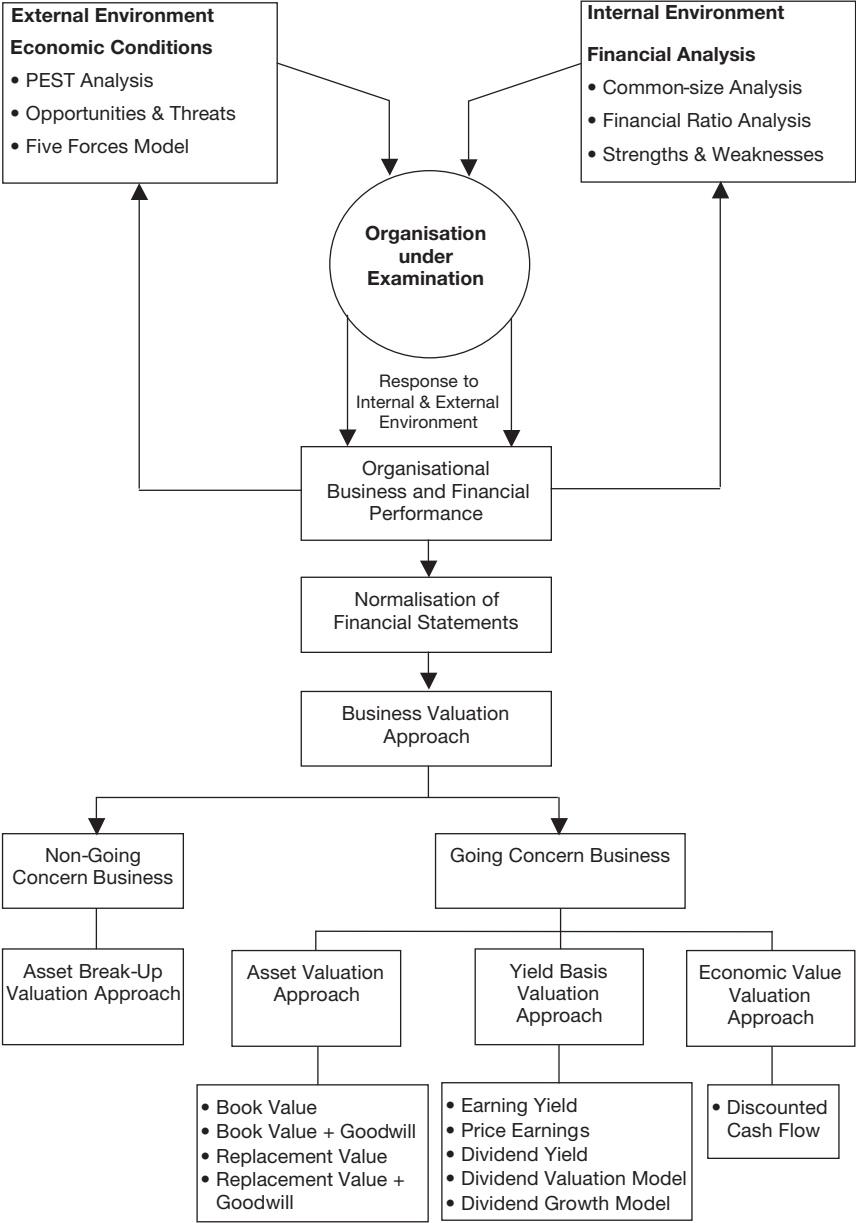 External Environment
Economic Conditions
• PEST Analysis
• Opportunities & Threats
• Five Forces Model
Internal Environment
Financial Analysis
• Common-size Analysis
• Financial Ratio Analysis
• Strengths & Weaknesses
Organisation
under
Examination
Response to
Internal & External
Environment
Organisational
Business and Financial
Performance
Normalisation of
Financial Statements
Business Valuation
Approach
Non-Going
Concern Business
Going Concern Business
Asset Break-Up
Valuation Approach
Asset Valuation
Approach
Yield Basis
Valuation
Approach
Economic Value
Valuation
Approach
• Book Value
• Book Value + Goodwill
• Replacement Value
• Replacement Value +
Goodwill
• Earning Yield
• Price Earnings
• Dividend Yield
• Dividend Valuation Model
• Dividend Growth Model
• Discounted
Cash Flow